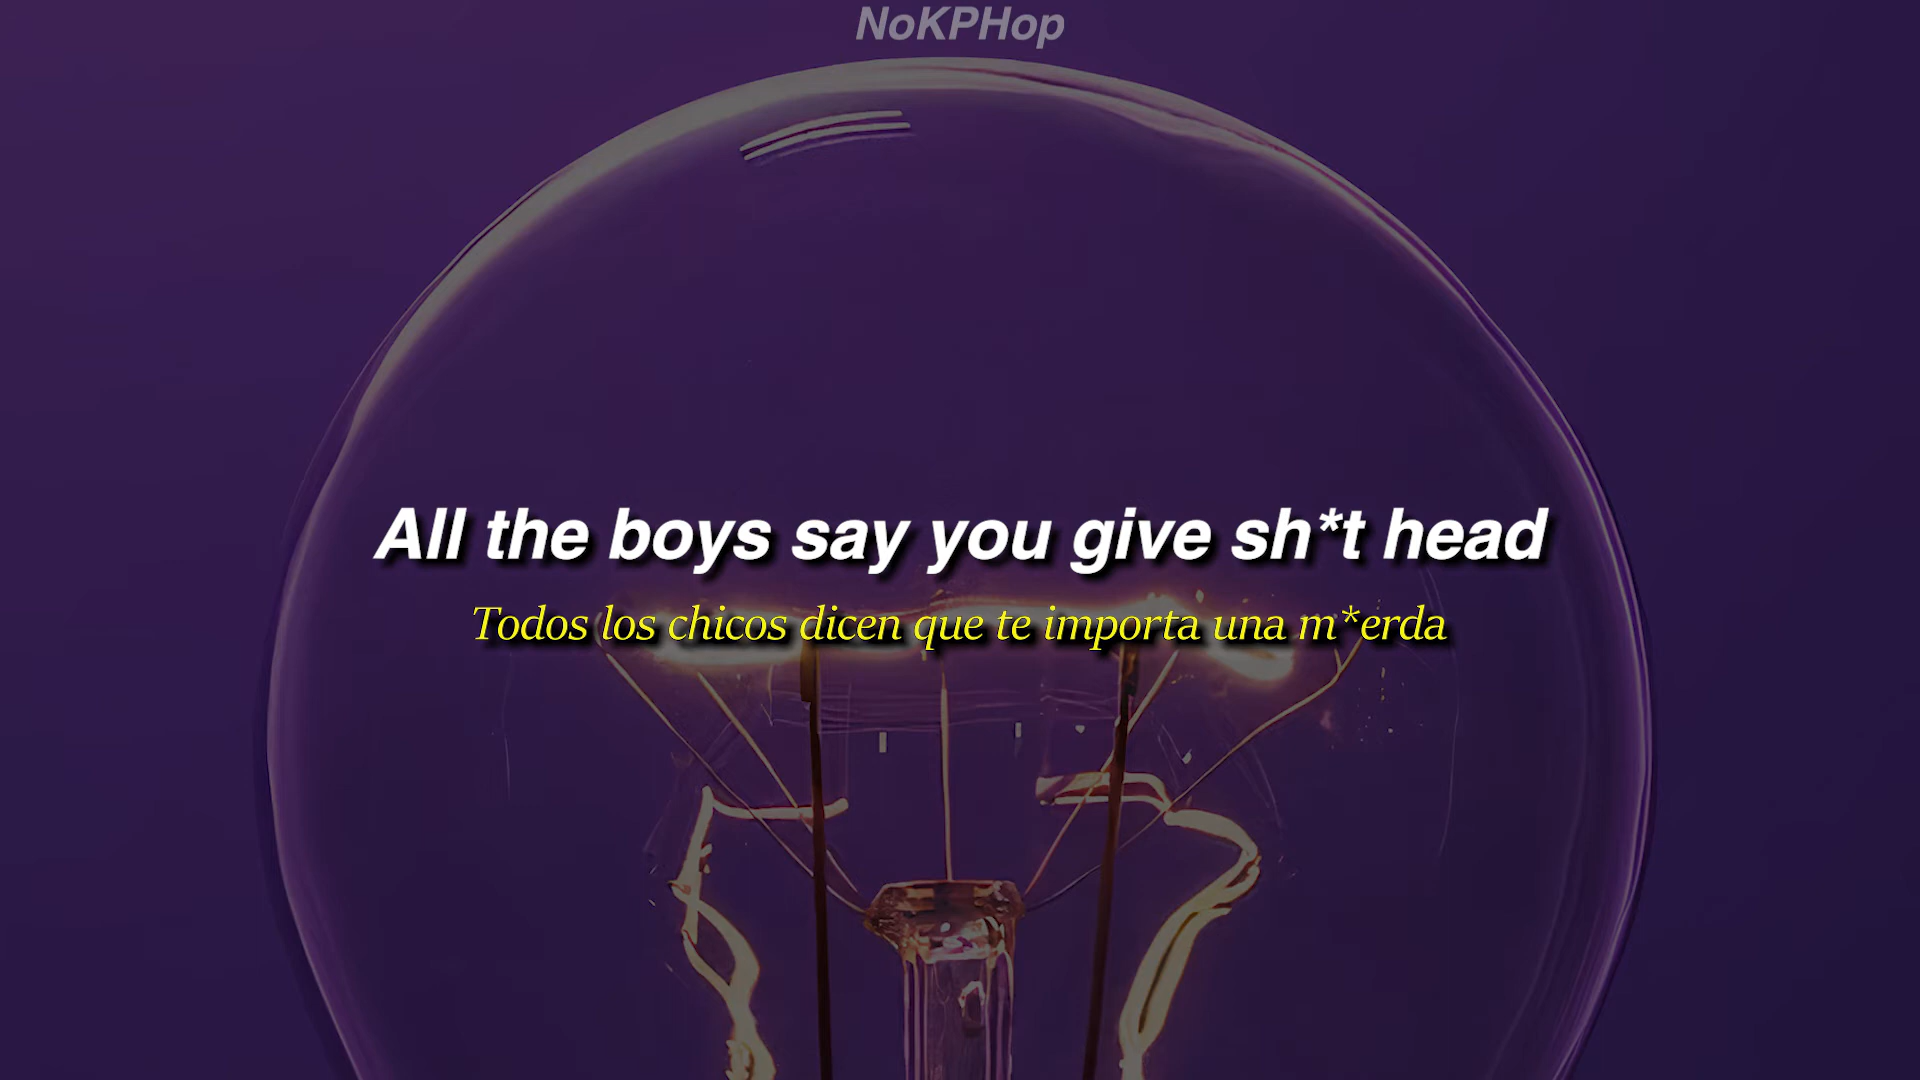 NoKPHop
All the boys say you give sh*t head
Todos los chicos dicen que te importa una m*erda